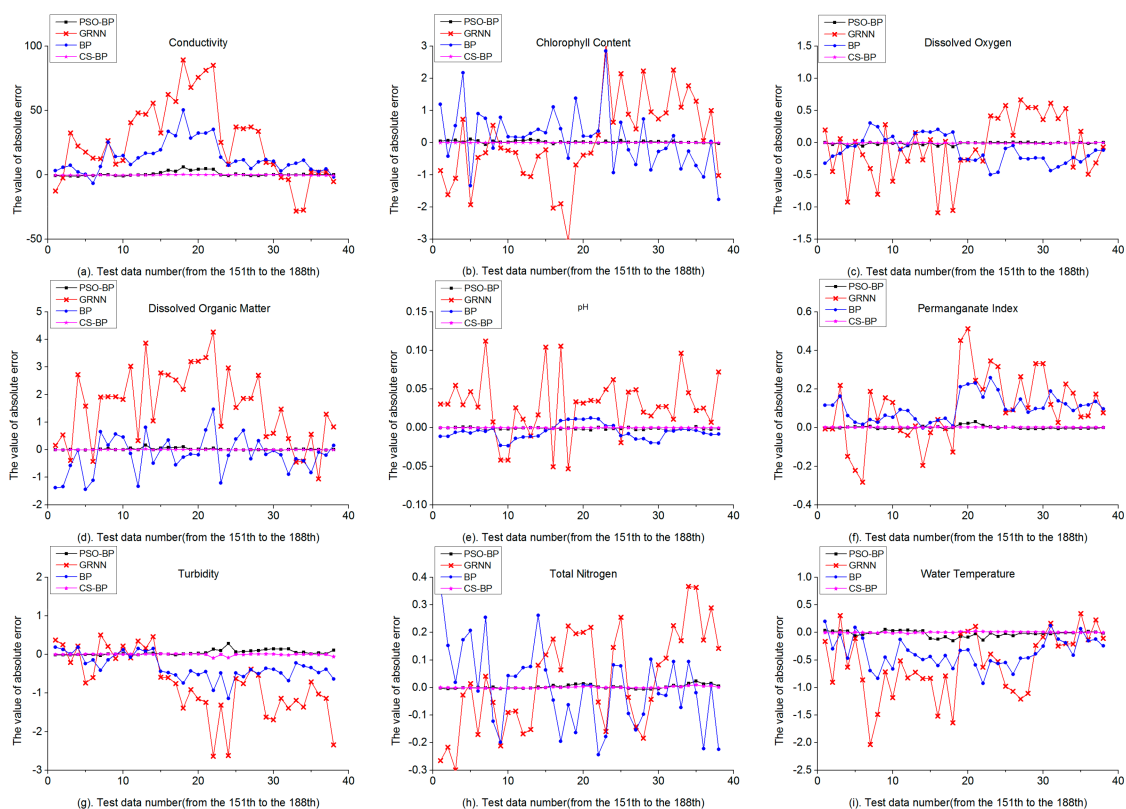 PSO-BP
GRNN
BP
CS-BP
Conductivity
The value of absolute error
100
50
0
-50
0 10 20 30 40
(a). Test data number(from the 151th to the 188th)
PSO-BP
GRNN
BP
CS-BP
Chlorophyll Content
The value of absolute error
3
2
1
0
-1
-2
-3
0 10 20 30 40
(b). Test data number(from the 151th to the 188th)
PSO-BP
GRNN
BP
CS-BP
Dissolved Oxygen
The value of absolute error
1.5
1.0
0.5
0.0
-0.5
-1.0
-1.5
0 10 20 30 40
(c). Test data number(from the 151th to the 188th)
PSO-BP
GRNN
BP
CS-BP
Dissolved Organic Matter
The value of absolute error
5
4
3
2
1
0
-1
-2
0 10 20 30 40
(d). Test data number(from the 151th to the 188th)
PSO-BP
GRNN
BP
CS-BP
pH
The value of absolute error
0.15
0.10
0.05
0.00
-0.05
-0.10
0 10 20 30 40
(e). Test data number(from the 151th to the 188th)
PSO-BP
GRNN
BP
CS-BP
Permanganate Index
The value of absolute error
0.6
0.4
0.2
0.0
-0.2
-0.4
0 10 20 30 40
(f). Test data number(from the 151th to the 188th)
PSO-BP
GRNN
BP
CS-BP
Turbidity
The value of absolute error
2
1
0
-1
-2
-3
0 10 20 30 40
(g). Test data number(from the 151th to the 188th)
PSO-BP
GRNN
BP
CS-BP
Total Nitrogen
The value of absolute error
0.4
0.3
0.2
0.1
0.0
-0.1
-0.2
-0.3
0 10 20 30 40
(h). Test data number(from the 151th to the 188th)
PSO-BP
GRNN
BP
CS-BP
Water Temperature
The value of absolute error
1.0
0.5
0.0
-0.5
-1.0
-1.5
-2.0
-2.5
0 10 20 30 40
(i). Test data number(from the 151th to the 188th)